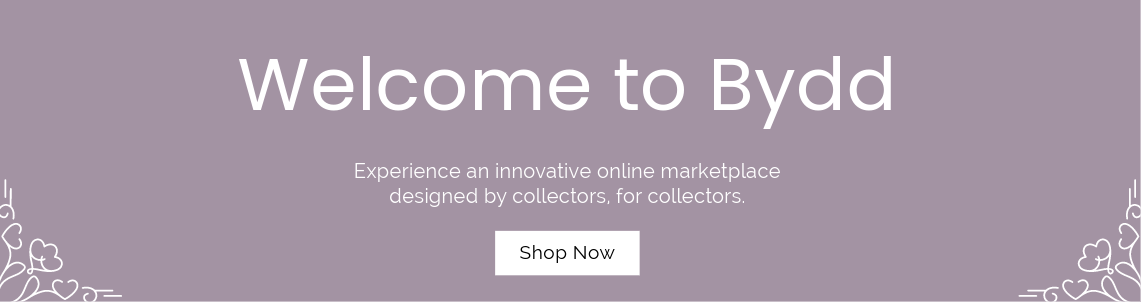 Welcome to Bydd
Experience an innovative online marketplace
designed by collectors, for collectors.
Shop Now